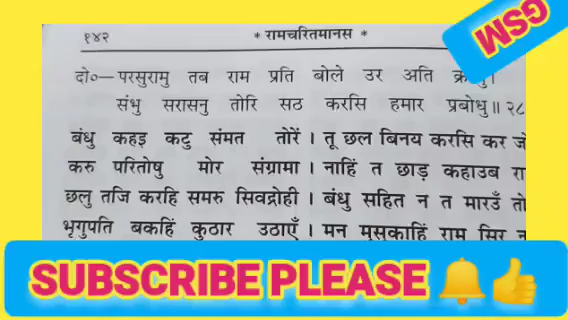 GSM
१४२ * रामचरितमानस *
दो०— परसुरामु तब राम प्रति बोले उर अति
संभु सरासनु तोरि सठ करसि हमार प्रबोधु॥ २८
बंधु कहइ कटु संमत तोरें । तू छल बिनय करसि कर
करु परितोषु मोर संग्रामा । नाहिं त छाड़ कहाउब रा
छलु तजि करहि समरु सिवद्रोही । बंधु सहित न त मारउँ तो
भृगुपति बकहिं कुठार उठाएँ । मन मुसकाहिं राम सिर
SUBSCRIBE PLEASE